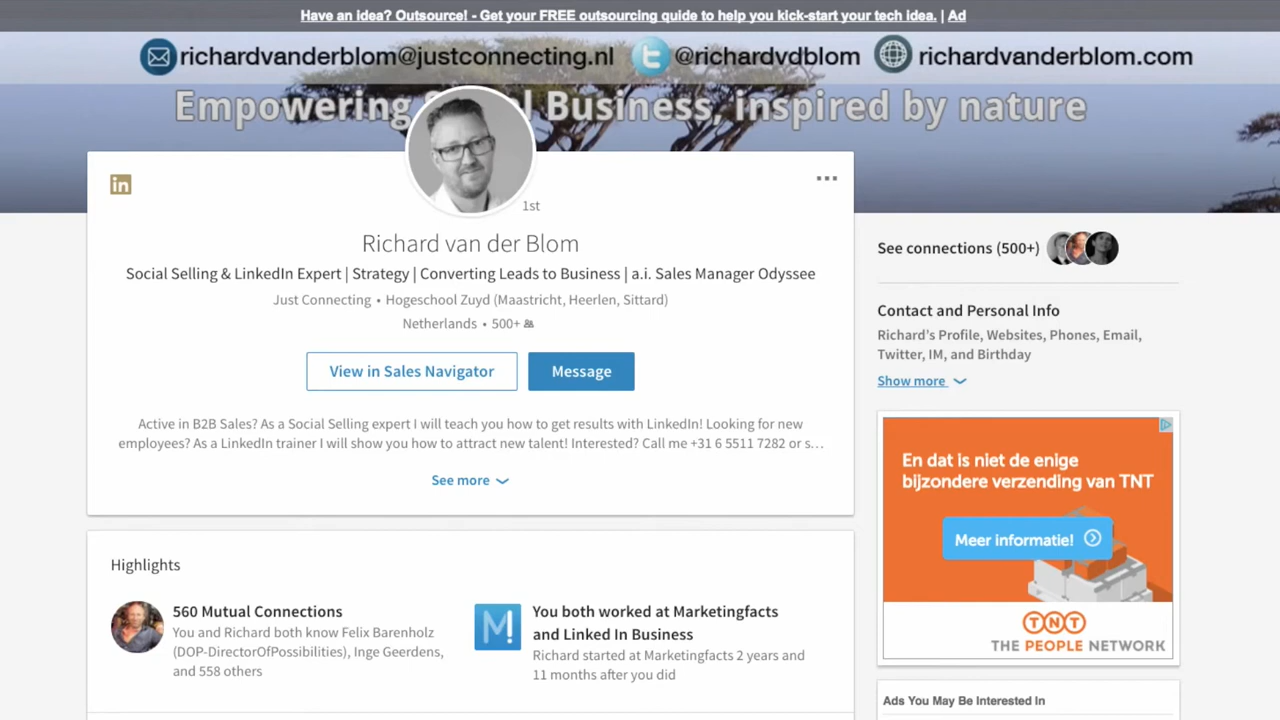 Have an idea? Outsource! - Get your FREE outsourcing guide to help you kick-start your tech idea. | Ad
richardvanderblom@justconnecting.nl @richardvdblom richardvanderblom.com
Empowering Business, inspired by nature
in
1st
Richard van der Blom
Social Selling & LinkedIn Expert | Strategy | Converting Leads to Business | a.i. Sales Manager Odyssee
Just Connecting • Hogeschool Zuyd (Maastricht, Heerlen, Sittard)
Netherlands • 500+
View in Sales Navigator
Message
Active in B2B Sales? As a Social Selling expert I will teach you how to get results with LinkedIn! Looking for new
employees? As a LinkedIn trainer I will show you how to attract new talent! Interested? Call me +31 6 5511 7282 or s…
See more
Highlights
560 Mutual Connections
You and Richard both know Felix Barenholz
(DOP-DirectorOfPossibilities), Inge Geerdens,
and 558 others
M!
You both worked at Marketingfacts
and Linked In Business
Richard started at Marketingfacts 2 years and
11 months after you did
See connections (500+)
Contact and Personal Info
Richard's Profile, Websites, Phones, Email,
Twitter, IM, and Birthday
Show more
En dat is niet de enige
bijzondere verzending van TNT
Meer informatie!
TNT
THE PEOPLE NETWORK
Ads You May Be Interested In